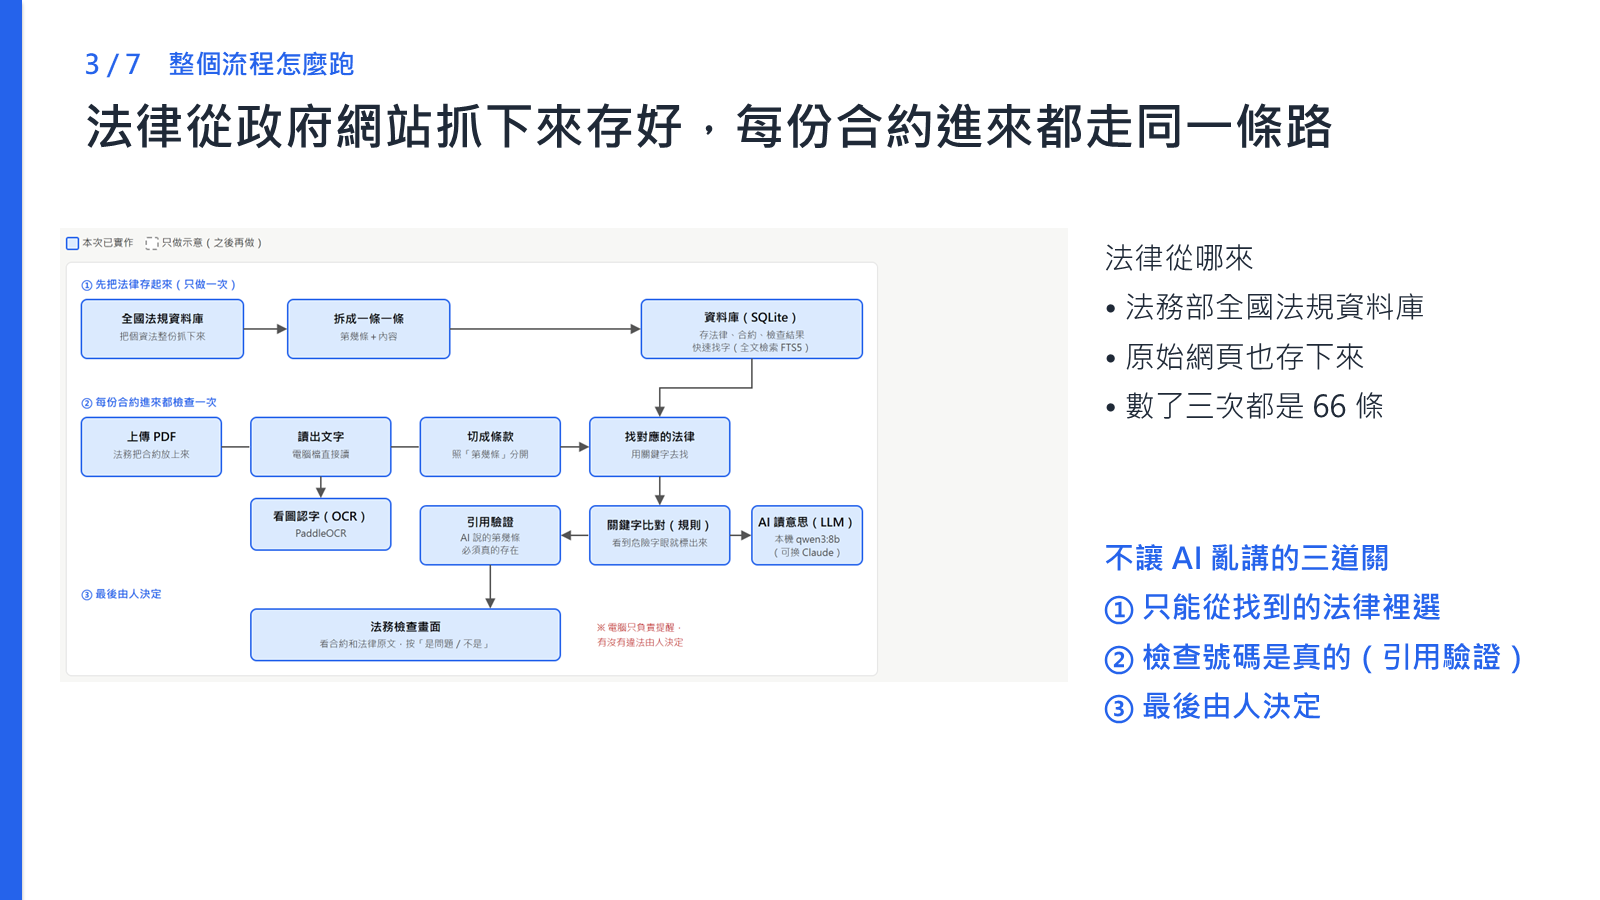 3 / 7　整個流程怎麼跑
法律從政府網站抓下來存好，每份合約進來都走同一條路
本次已實作　只做示意（之後再做）
① 先把法律存起來（只做一次）
全國法規資料庫
把個資法整份抓下來
拆成一條一條
第幾條＋內容
資料庫（SQLite）
存法律、合約、檢查結果
快速找字（全文檢索 FTS5）
② 每份合約進來都檢查一次
上傳 PDF
法務把合約放上來
讀出文字
電腦檔直接讀
切成條款
照「第幾條」分開
找對應的法律
用關鍵字去找
看圖認字（OCR）
PaddleOCR
引用驗證
AI 說的第幾條
必須真的存在
關鍵字比對（規則）
看到危險字眼就標出來
AI 讀意思（LLM）
本機 qwen3:8b
（可換 Claude）
③ 最後由人決定
法務檢查畫面
看合約和法律原文，按「是問題 / 不是」
※ 電腦只負責提醒，
有沒有違法由人決定
法律從哪來
• 法務部全國法規資料庫
• 原始網頁也存下來
• 數了三次都是 66 條
不讓 AI 亂講的三道關
① 只能從找到的法律裡選
② 檢查號碼是真的（引用驗證）
③ 最後由人決定